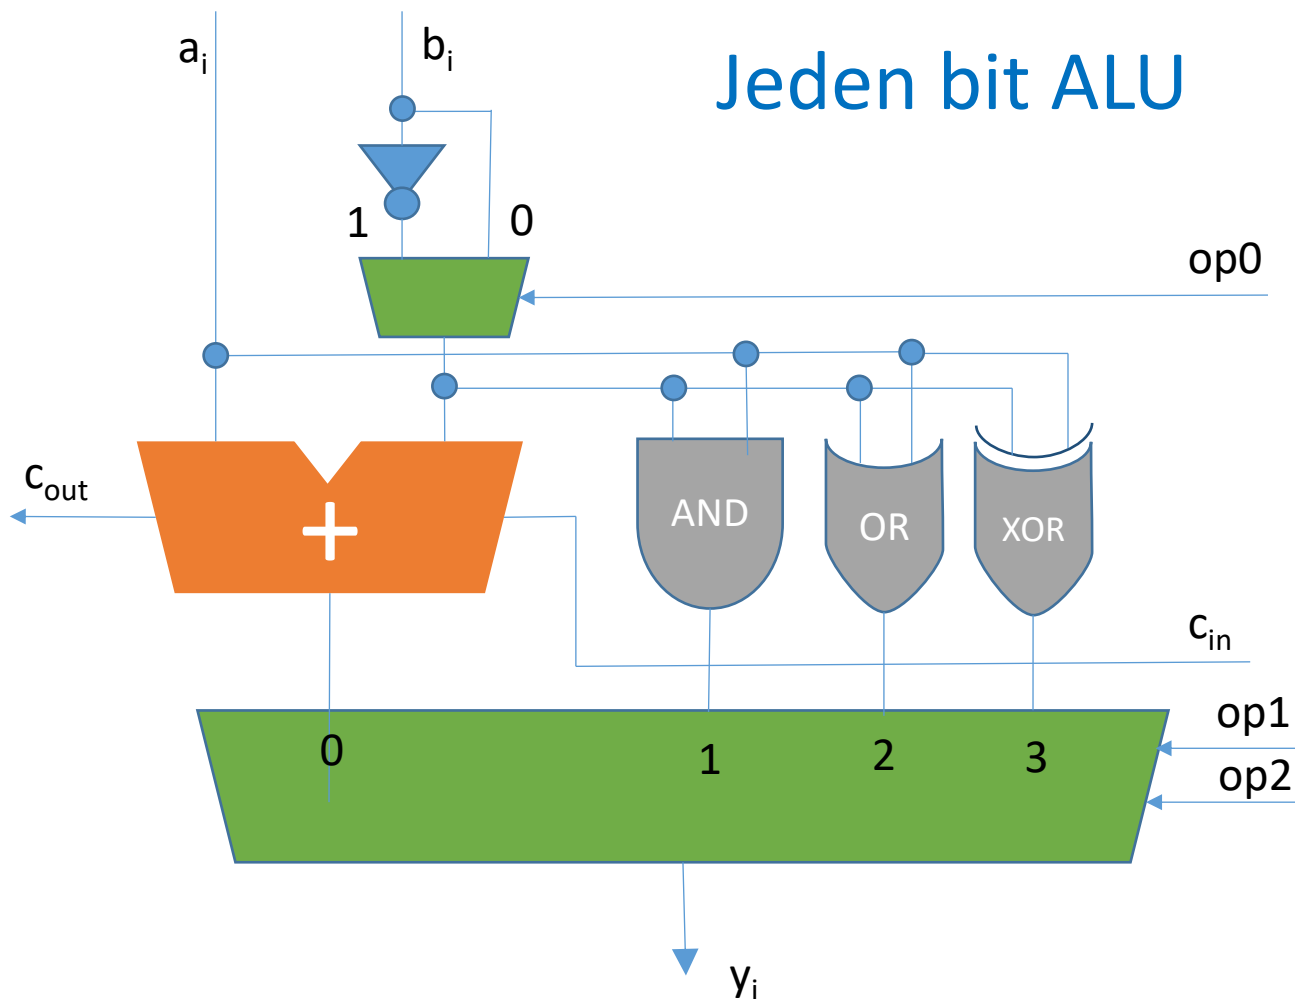 Jeden bit ALU
a_i
b_i
1
0
op0
c_out
+
AND
OR
XOR
c_in
op1
0
1
2
3
op2
y_i